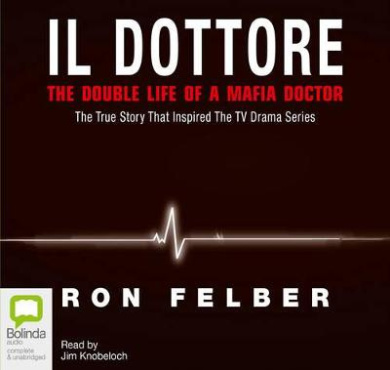 IL DOTTORE
THE DOUBLE LIFE OF A MAFIA DOCTOR
The True Story That Inspired The TV Drama Series
RON FELBER
Bolinda
audio
complete
& unabridged
Read by
Jim Knobeloch